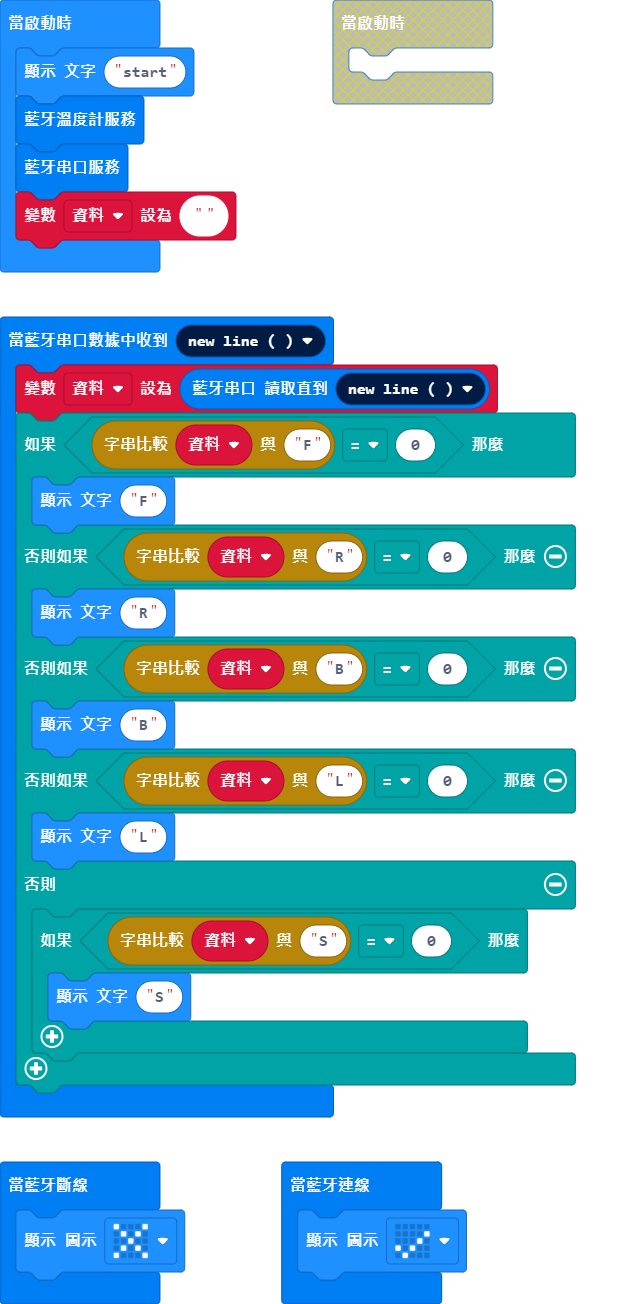 當啟動時
顯示 文字 "start"
藍牙溫度計服務
藍牙串口服務
變數 資料 設為 " "
當啟動時
當藍牙串口數據中收到 new line ( )
變數 資料 設為 藍牙串口 讀取直到 new line ( )
如果 字串比較 資料 與 "F" = 0 那麼
顯示 文字 "F"
否則如果 字串比較 資料 與 "R" = 0 那麼
顯示 文字 "R"
否則如果 字串比較 資料 與 "B" = 0 那麼
顯示 文字 "B"
否則如果 字串比較 資料 與 "L" = 0 那麼
顯示 文字 "L"
否則
如果 字串比較 資料 與 "S" = 0 那麼
顯示 文字 "S"
當藍牙斷線
顯示 圖示
當藍牙連線
顯示 圖示